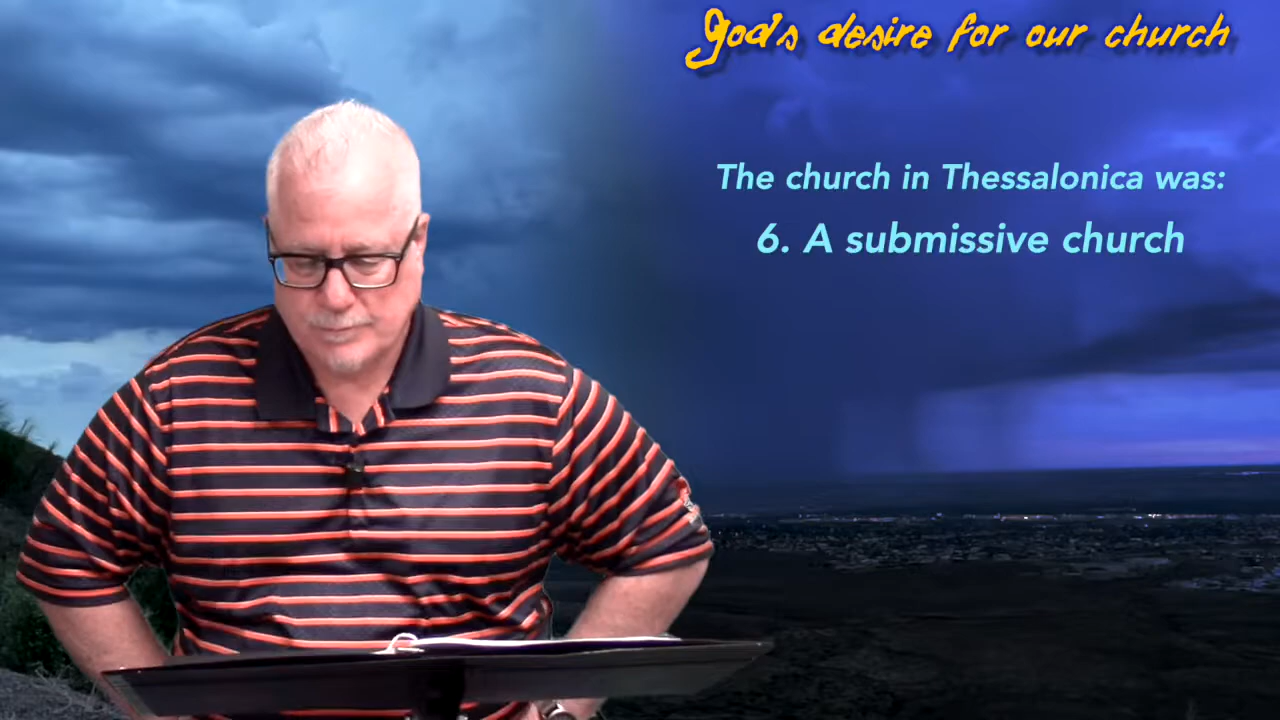 God's desire for our church
The church in Thessalonica was:
6. A submissive church